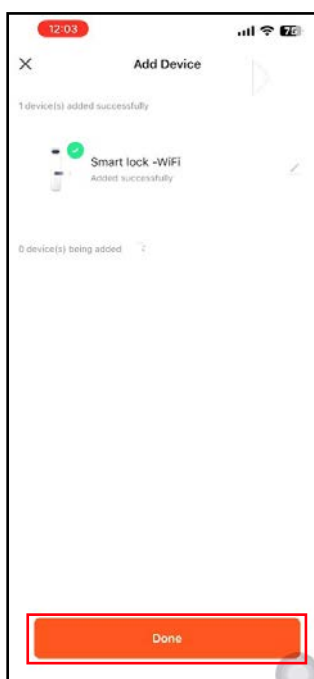 12:03
Add Device
1 device(s) added successfully
Smart lock -WiFi
Added successfully
0 device(s) being added
Done